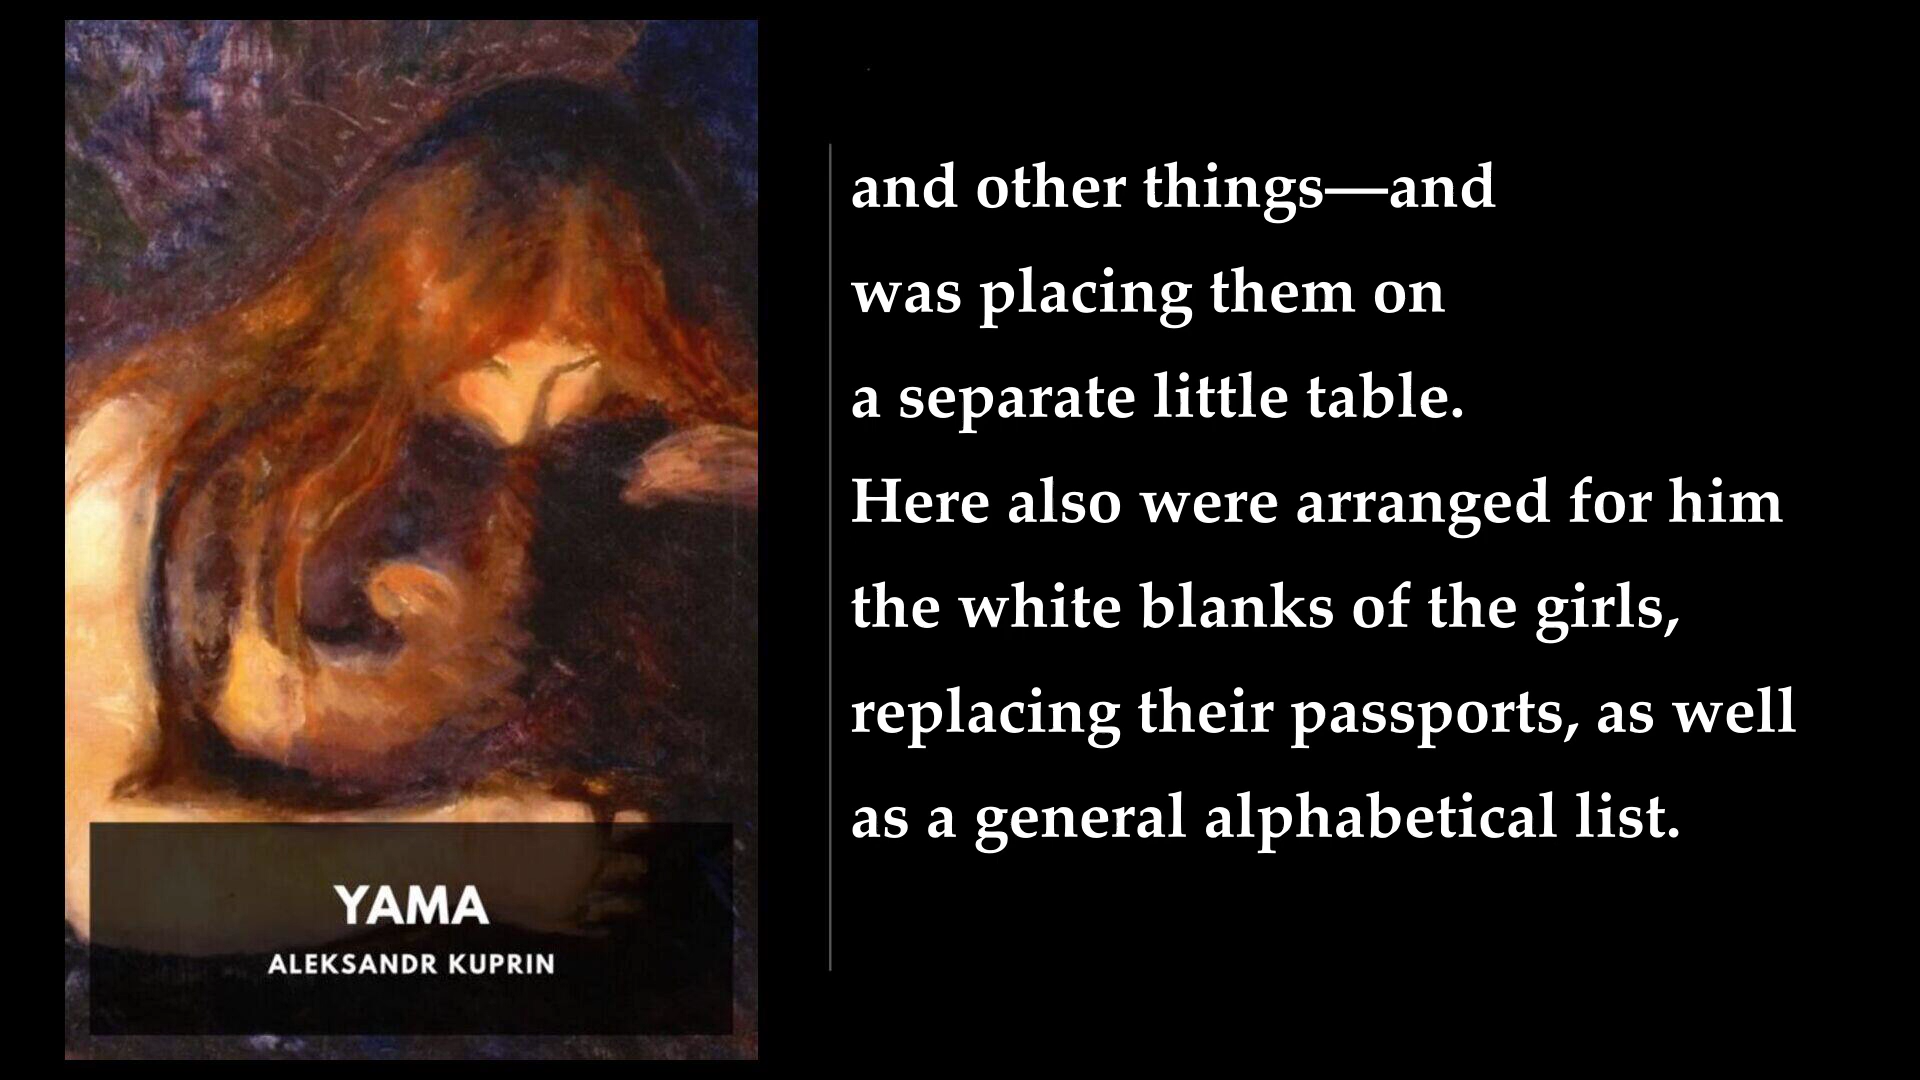 YAMA
ALEKSANDR KUPRIN
and other things—and
was placing them on
a separate little table.
Here also were arranged for him
the white blanks of the girls,
replacing their passports, as well
as a general alphabetical list.